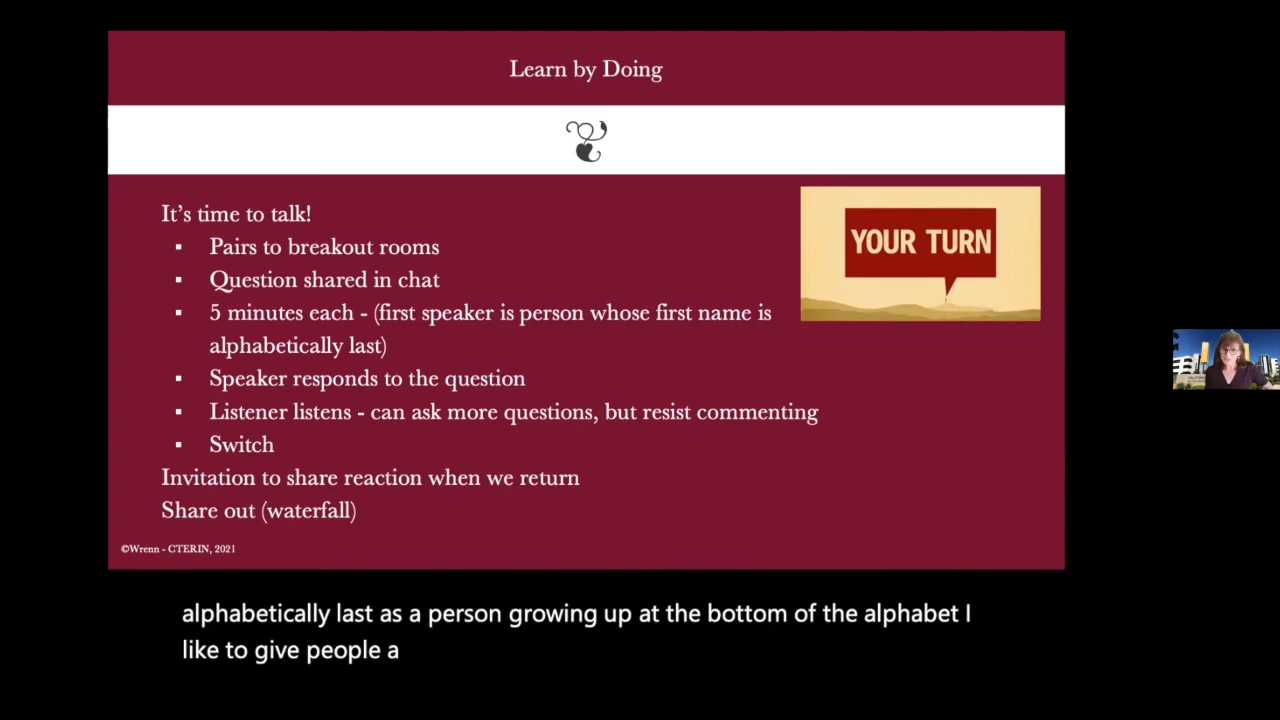 Learn by Doing
It’s time to talk!
▪ Pairs to breakout rooms
▪ Question shared in chat
▪ 5 minutes each - (first speaker is person whose first name is
alphabetically last)
▪ Speaker responds to the question
▪ Listener listens - can ask more questions, but resist commenting
▪ Switch
Invitation to share reaction when we return
Share out (waterfall)
YOUR TURN
©Wrenn - CTERIN, 2021
alphabetically last as a person growing up at the bottom of the alphabet I
like to give people a